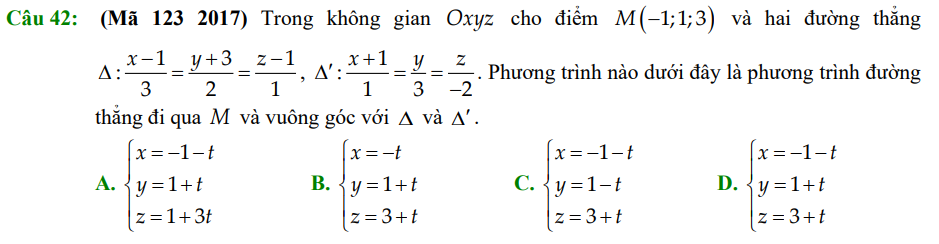 Câu 42: (Mã 123 2017) Trong không gian Oxyz cho điểm M(−1;1;3) và hai đường thẳng
Δ: (x−1)/3 = (y+3)/2 = (z−1)/1, Δ′: (x+1)/1 = y/3 = z/−2. Phương trình nào dưới đây là phương trình đường
thẳng đi qua M và vuông góc với Δ và Δ′.
A. { x = −1−t y = 1+t z = 1+3t B. { x = −t y = 1+t z = 3+t C. { x = −1−t y = 1−t z = 3+t D. { x = −1−t y = 1+t z = 3+t